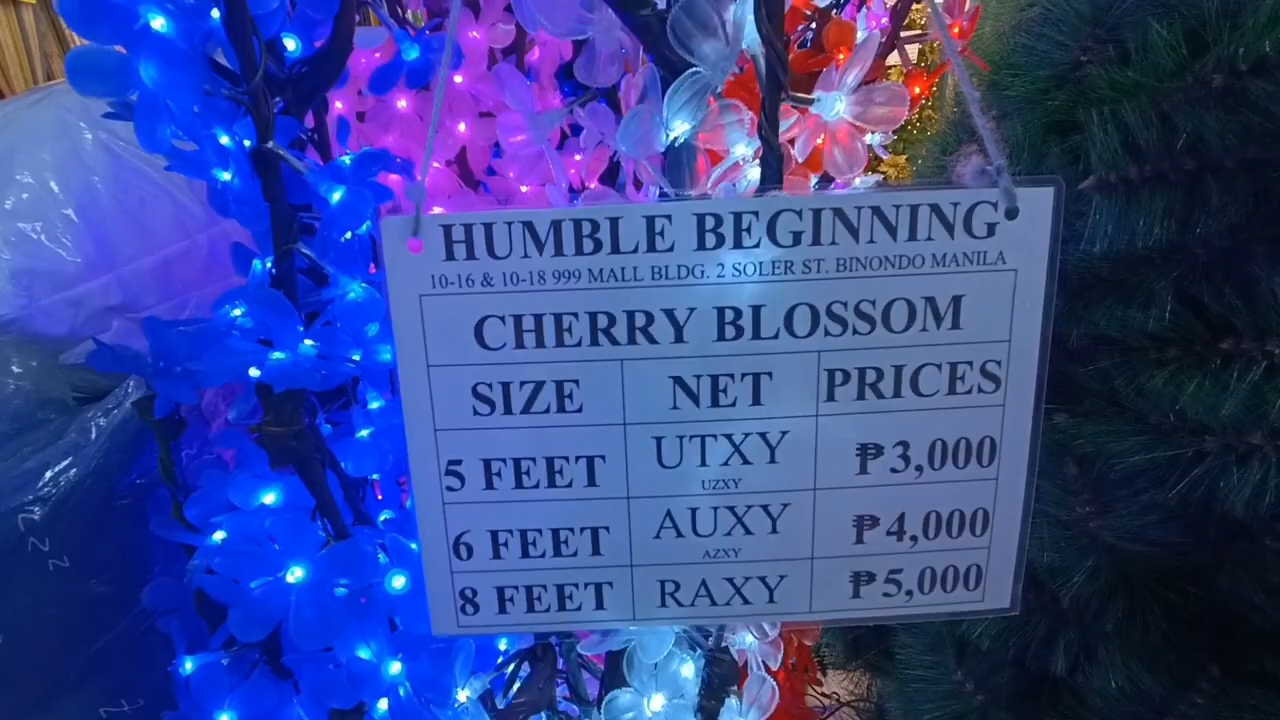 HUMBLE BEGINNING
10-16 & 10-18 999 MALL BLDG. 2 SOLER ST. BINONDO MANILA
CHERRY BLOSSOM
SIZE NET PRICES
5 FEET UTXY ₱3,000
UZXY
6 FEET AUXY ₱4,000
AZXY
8 FEET RAXY ₱5,000